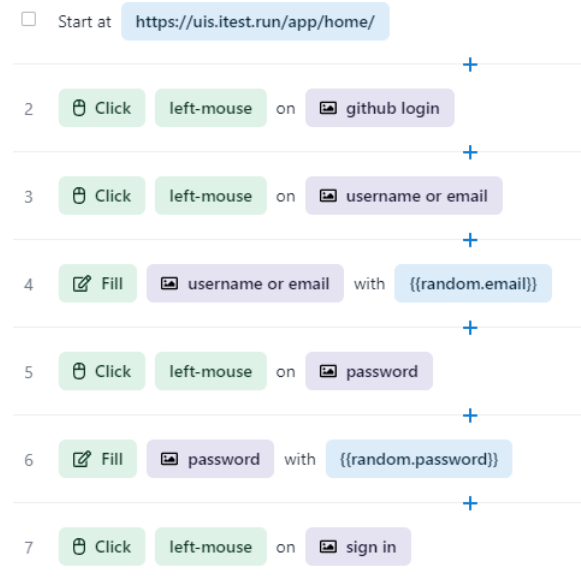 Start at https://uis.itest.run/app/home/
2 Click left-mouse on github login
3 Click left-mouse on username or email
4 Fill username or email with {{random.email}}
5 Click left-mouse on password
6 Fill password with {{random.password}}
7 Click left-mouse on sign in